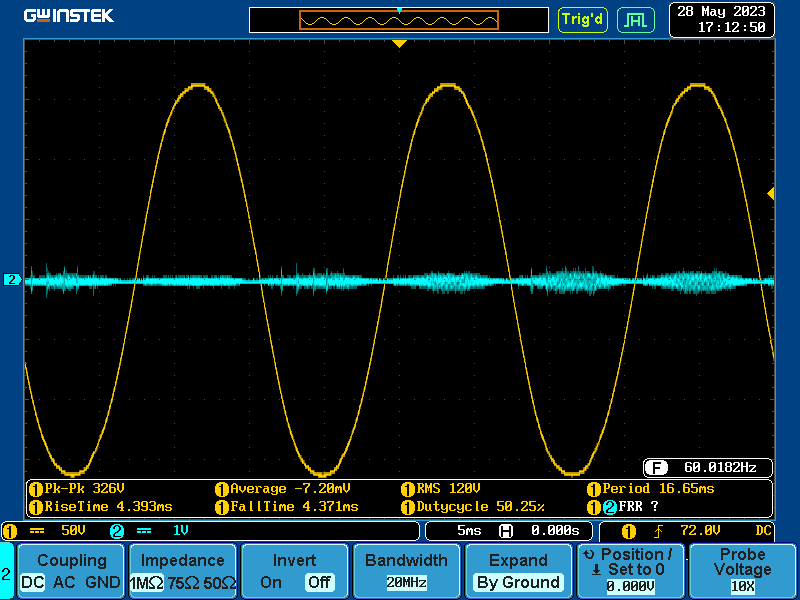 GWINSTEK
Trig'd
28 May 2023
17:12:50
2
F 60.0182Hz
1 Pk-Pk 326V 1 Average -7.20mV 1 RMS 120V 1 Period 16.65ms
1 RiseTime 4.393ms 1 FallTime 4.371ms 1 Dutycycle 50.25% 1 2 FRR ?
1 50V 2 1V 5ms H 0.000s 1 72.0V DC
2
Coupling
DC AC GND
Impedance
1MΩ 75Ω 50Ω
Invert
On Off
Bandwidth
20MHz
Expand
By Ground
Position /
Set to 0
0.000V
Probe
Voltage
10X